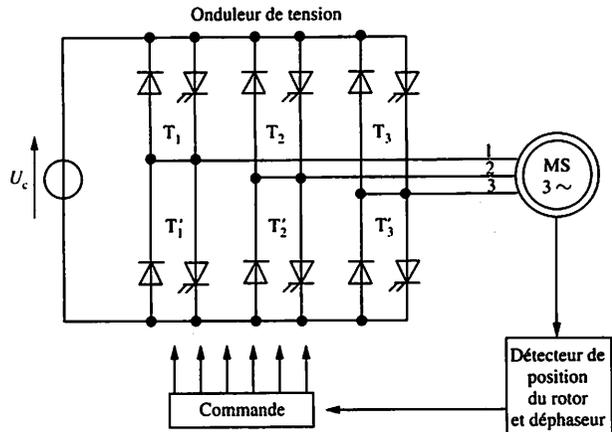 Onduleur de tension
T₁
T₂
T₃
U꜀
1
2
3
MS
3 ~
T′₁
T′₂
T′₃
Détecteur de
position
du rotor
et déphaseur
Commande